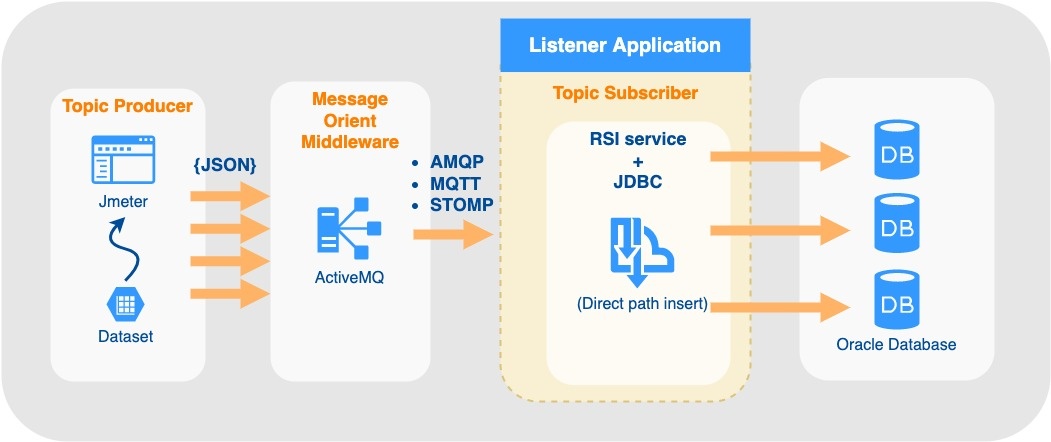 Listener Application
Topic Producer
Jmeter
Dataset
{JSON}
Message
Orient
Middleware
ActiveMQ
• AMQP
• MQTT
• STOMP
Topic Subscriber
RSI service
+
JDBC
(Direct path insert)
DB
DB
DB
Oracle Database